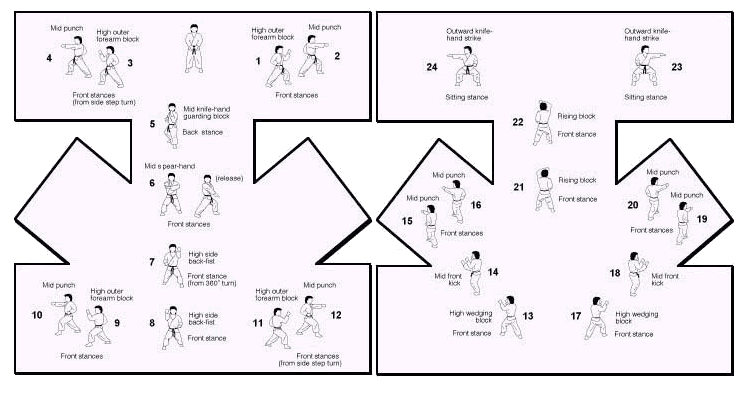 Mid punch
High outer
forearm block
4
3
Front stances
(from side step turn)
High outer
forearm block
Mid punch
1
2
Front stances
5
Mid knife-hand
guarding block
Back stance
Mid spear-hand
6
(release)
Front stances
7
High side
back-fist
Front stance
(from 360° turn)
Mid punch
High outer
forearm block
10
9
Front stances
8
High side
back-fist
Front stance
High outer
forearm block
Mid punch
11
12
Front stances
(from side step turn)
Outward knife-
hand strike
24
Sitting stance
Outward knife-
hand strike
23
Sitting stance
22
Rising block
Front stance
21
Rising block
Front stance
Mid punch
Mid punch
16
15
Front stances
Mid punch
Mid punch
20
19
Front stances
Mid front
kick
14
18
Mid front
kick
High wedging
block
13
Front stance
17
High wedging
block
Front stance